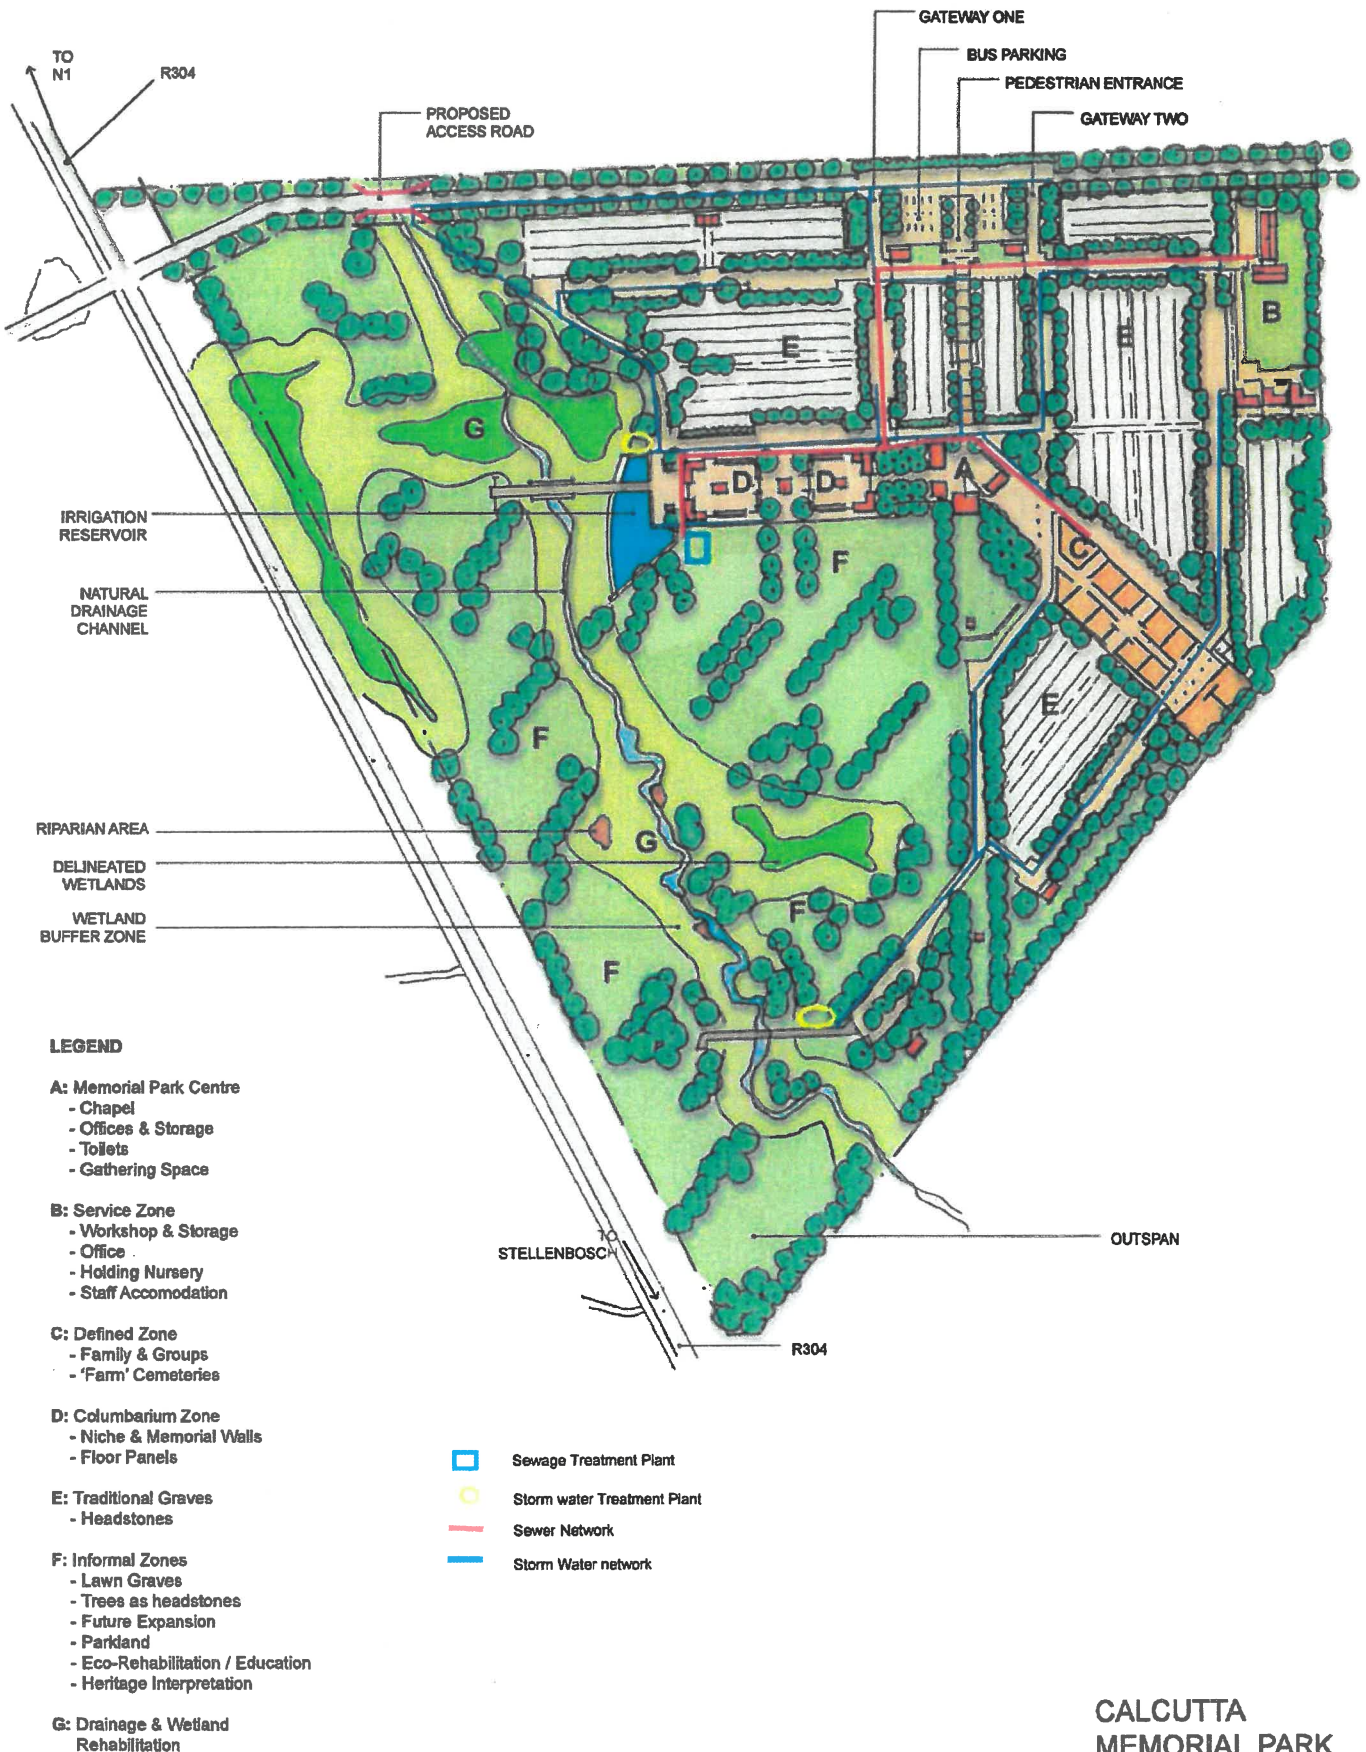 GATEWAY ONE
BUS PARKING
PEDESTRIAN ENTRANCE
GATEWAY TWO
TO
N1
R304
PROPOSED
ACCESS ROAD
B
E
E
G
A
D
D
IRRIGATION
RESERVOIR
F
C
NATURAL
DRAINAGE
CHANNEL
E
F
RIPARIAN AREA
G
DELINEATED
WETLANDS
WETLAND
BUFFER ZONE
F
F
TO
STELLENBOSCH
OUTSPAN
R304
LEGEND
A: Memorial Park Centre
- Chapel
- Offices & Storage
- Toilets
- Gathering Space
B: Service Zone
- Workshop & Storage
- Office
- Holding Nursery
- Staff Accomodation
C: Defined Zone
- Family & Groups
- 'Farm' Cemeteries
D: Columbarium Zone
- Niche & Memorial Walls
- Floor Panels
E: Traditional Graves
- Headstones
F: Informal Zones
- Lawn Graves
- Trees as headstones
- Future Expansion
- Parkland
- Eco-Rehabilitation / Education
- Heritage Interpretation
G: Drainage & Wetland
Rehabilitation
Sewage Treatment Plant
Storm water Treatment Plant
Sewer Network
Storm Water network
CALCUTTA
MEMORIAL PARK